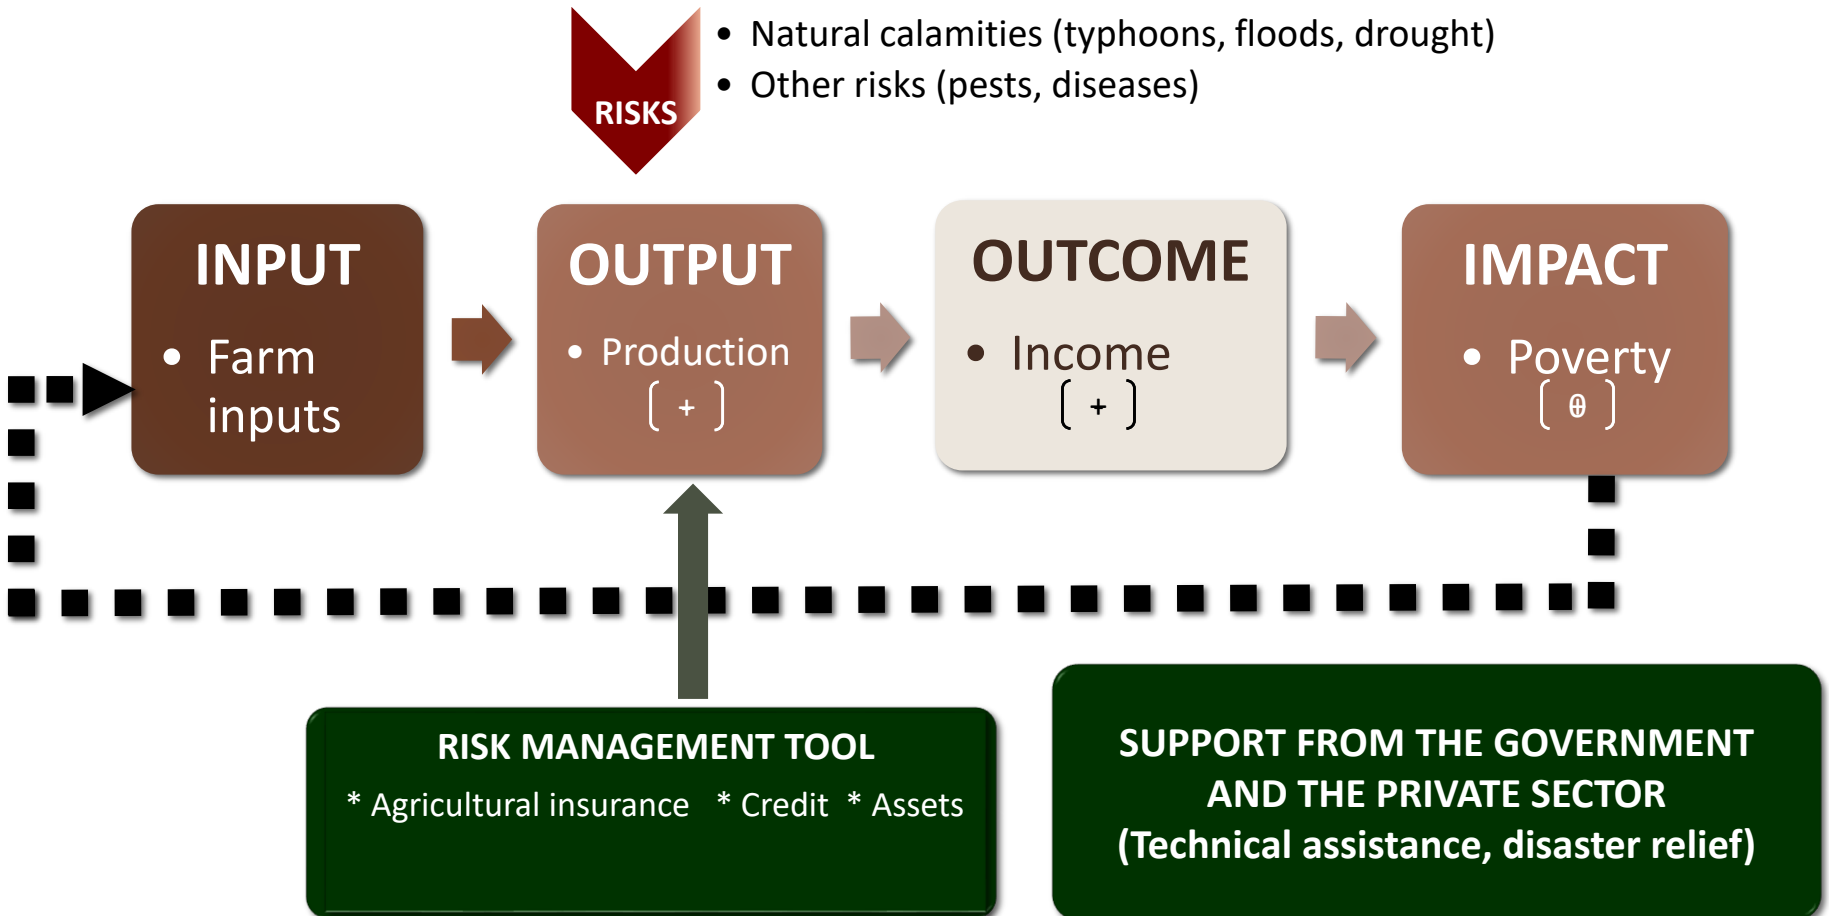 • Natural calamities (typhoons, floods, drought)
• Other risks (pests, diseases)
RISKS
INPUT
• Farm
inputs
OUTPUT
• Production
( + )
OUTCOME
• Income
( + )
IMPACT
• Poverty
RISK MANAGEMENT TOOL
* Agricultural insurance * Credit * Assets
SUPPORT FROM THE GOVERNMENT
AND THE PRIVATE SECTOR
(Technical assistance, disaster relief)